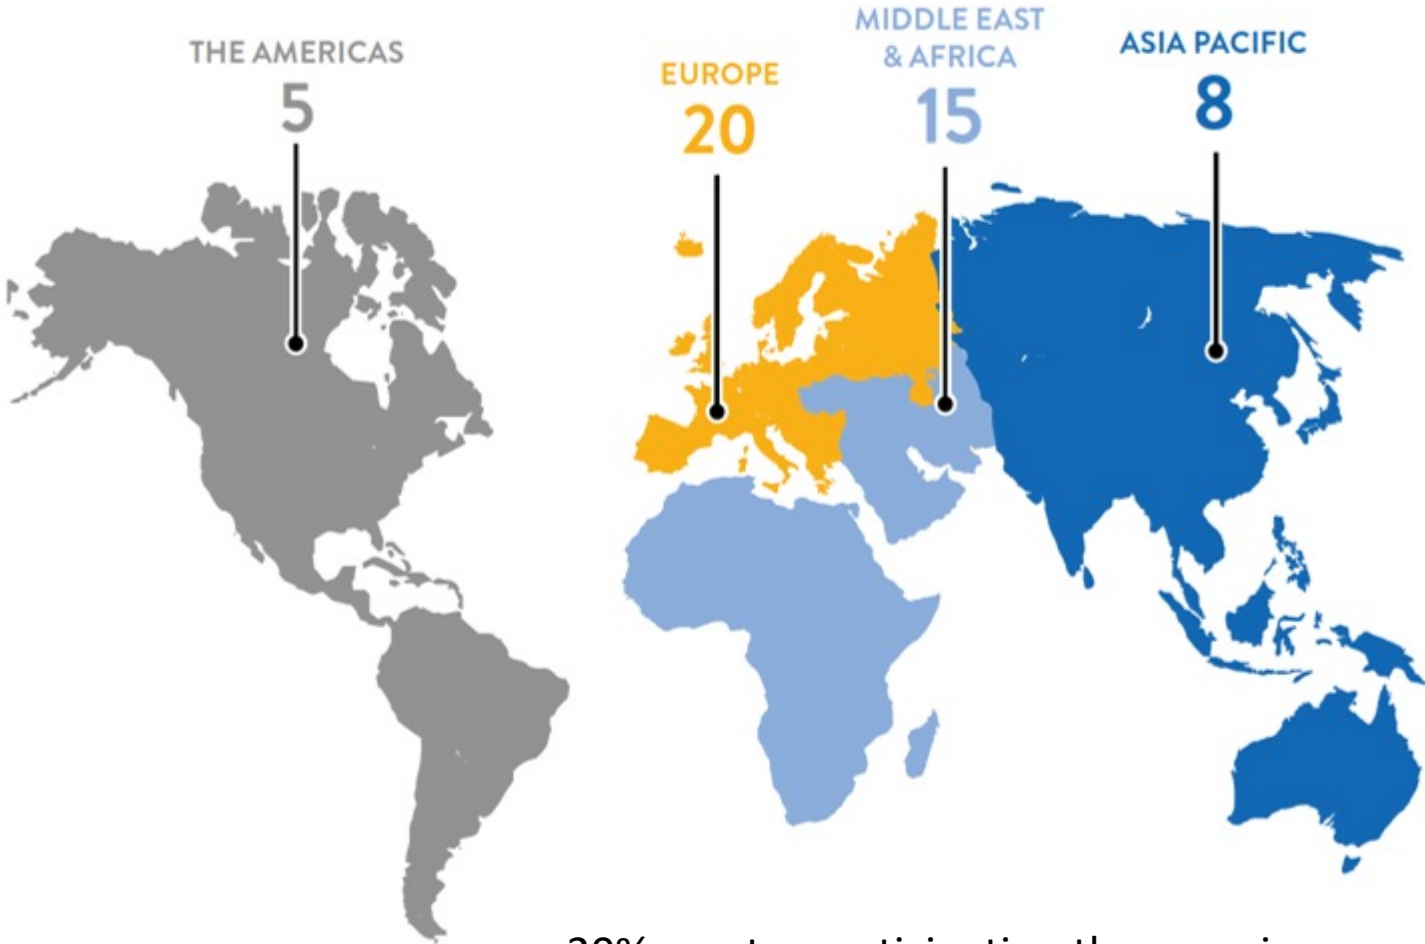 THE AMERICAS
5
EUROPE
20
MIDDLE EAST
& AFRICA
15
ASIA PACIFIC
8